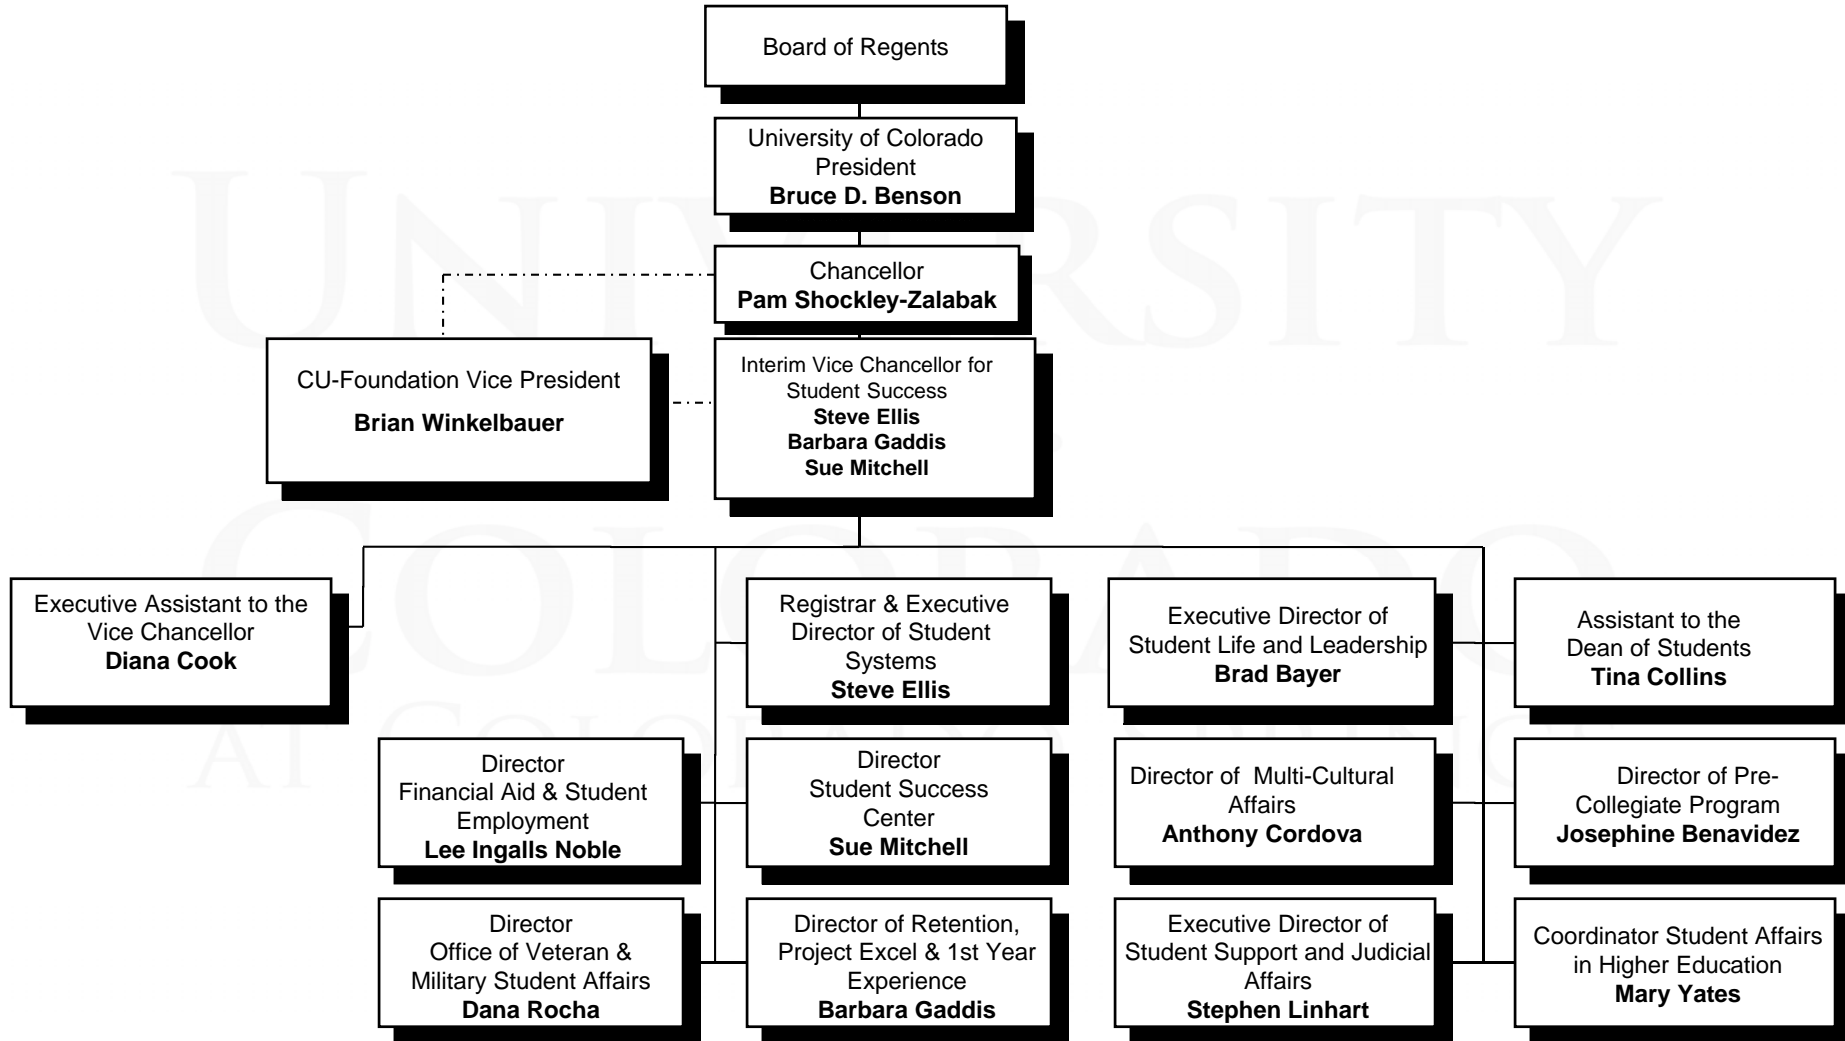 Board of Regents
University of Colorado
President
Bruce D. Benson
Chancellor
Pam Shockley-Zalabak
CU-Foundation Vice President
Brian Winkelbauer
Interim Vice Chancellor for
Student Success
Steve Ellis
Barbara Gaddis
Sue Mitchell
Executive Assistant to the
Vice Chancellor
Diana Cook
Registrar & Executive
Director of Student
Systems
Steve Ellis
Executive Director of
Student Life and Leadership
Brad Bayer
Assistant to the
Dean of Students
Tina Collins
Director
Financial Aid & Student
Employment
Lee Ingalls Noble
Director
Student Success
Center
Sue Mitchell
Director of Multi-Cultural
Affairs
Anthony Cordova
Director of Pre-
Collegiate Program
Josephine Benavidez
Director
Office of Veteran &
Military Student Affairs
Dana Rocha
Director of Retention,
Project Excel & 1st Year
Experience
Barbara Gaddis
Executive Director of
Student Support and Judicial
Affairs
Stephen Linhart
Coordinator Student Affairs
in Higher Education
Mary Yates
UNIVERSITY
COLORADO
AT COLORADO